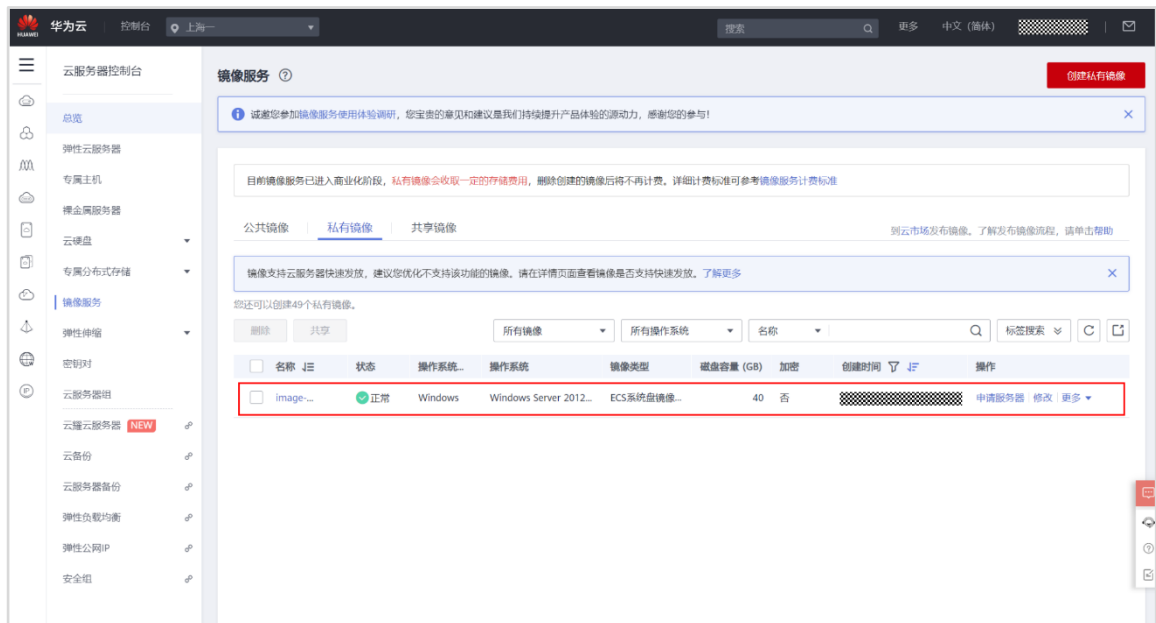 HUAWEI 华为云 控制台 上海一 搜索 更多 中文 (简体)
云服务器控制台
总览
弹性云服务器
专属主机
裸金属服务器
云硬盘
专属分布式存储
镜像服务
弹性伸缩
密钥对
云服务器组
云耀云服务器 NEW
云备份
云服务器备份
弹性负载均衡
弹性公网IP
安全组
镜像服务 ? 创建私有镜像
诚邀您参加镜像服务使用体验调研，您宝贵的意见和建议是我们持续提升产品体验的源动力，感谢您的参与！
目前镜像服务已进入商业化阶段，私有镜像会收取一定的存储费用，删除创建的镜像后将不再计费。详细计费标准可参考镜像服务计费标准
公共镜像 私有镜像 共享镜像 到云市场发布镜像。了解发布镜像流程，请单击帮助
镜像支持云服务器快速发放，建议您优化不支持该功能的镜像。请在详情页面查看镜像是否支持快速发放。了解更多
您还可以创建49个私有镜像。
删除 共享 所有镜像 所有操作系统 名称 标签搜索
名称 状态 操作系统... 操作系统 镜像类型 磁盘容量 (GB) 加密 创建时间 操作
image-... 正常 Windows Windows Server 2012... ECS系统盘镜像... 40 否 申请服务器 修改 更多